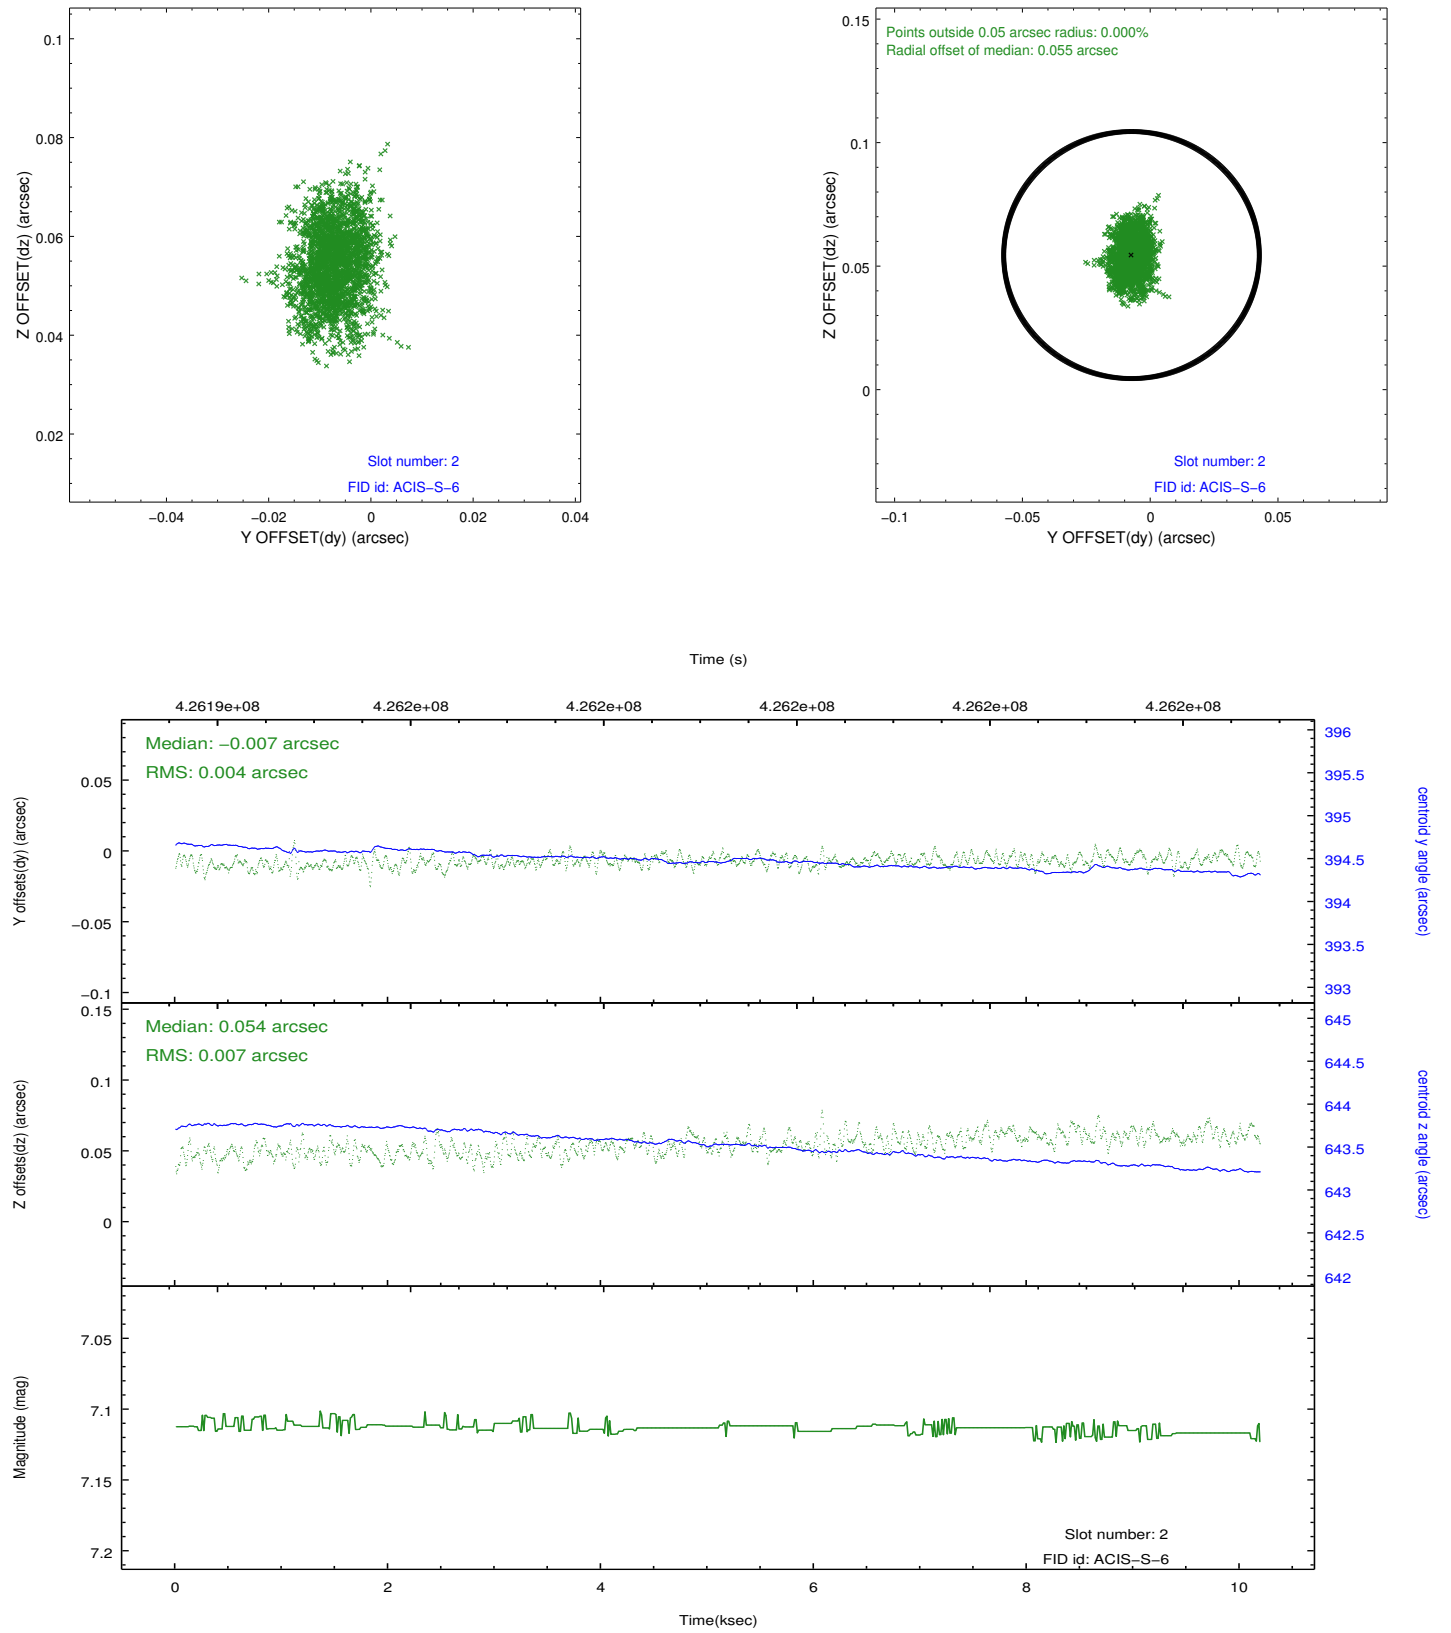 0.1
0.08
0.06
0.04
0.02
Z OFFSET(dz) (arcsec)
Slot number: 2
FID id: ACIS−S−6
−0.04
−0.02
0
0.02
0.04
Y OFFSET(dy) (arcsec)
0.15
0.1
0.05
0
Z OFFSET(dz) (arcsec)
Points outside 0.05 arcsec radius: 0.000%
Radial offset of median: 0.055 arcsec
Slot number: 2
FID id: ACIS−S−6
−0.1
−0.05
0
0.05
Y OFFSET(dy) (arcsec)
Time (s)
4.2619e+08
4.262e+08
4.262e+08
4.262e+08
4.262e+08
4.262e+08
Median: −0.007 arcsec
RMS: 0.004 arcsec
0.05
0
−0.05
−0.1
Y offsets(dy) (arcsec)
396
395.5
395
394.5
394
393.5
393
centroid y angle (arcsec)
Median: 0.054 arcsec
RMS: 0.007 arcsec
0.15
0.1
0.05
0
Z offsets(dz) (arcsec)
645
644.5
644
643.5
643
642.5
642
centroid z angle (arcsec)
7.05
7.1
7.15
7.2
Magnitude (mag)
Slot number: 2
FID id: ACIS−S−6
0
2
4
6
8
10
Time(ksec)